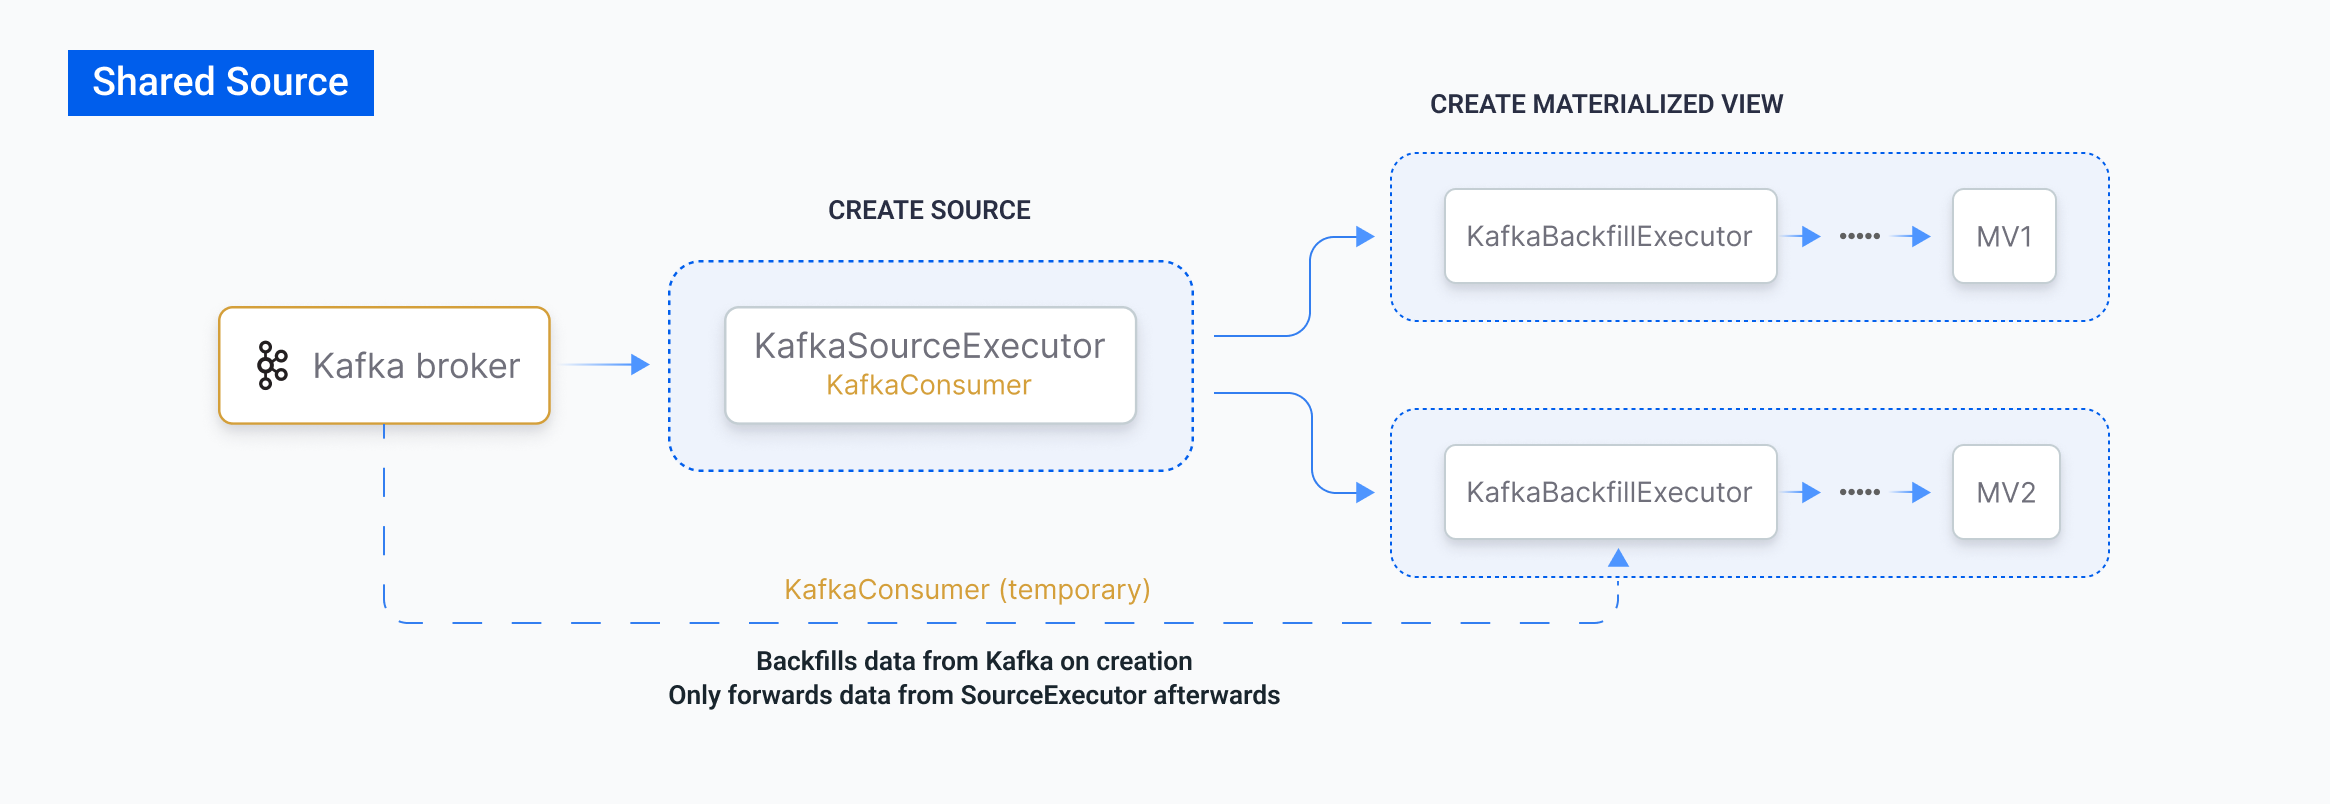 Shared Source
CREATE MATERIALIZED VIEW
KafkaBackfillExecutor
MV1
CREATE SOURCE
Kafka broker
KafkaSourceExecutor
KafkaConsumer
KafkaBackfillExecutor
MV2
KafkaConsumer (temporary)
Backfills data from Kafka on creation
Only forwards data from SourceExecutor afterwards